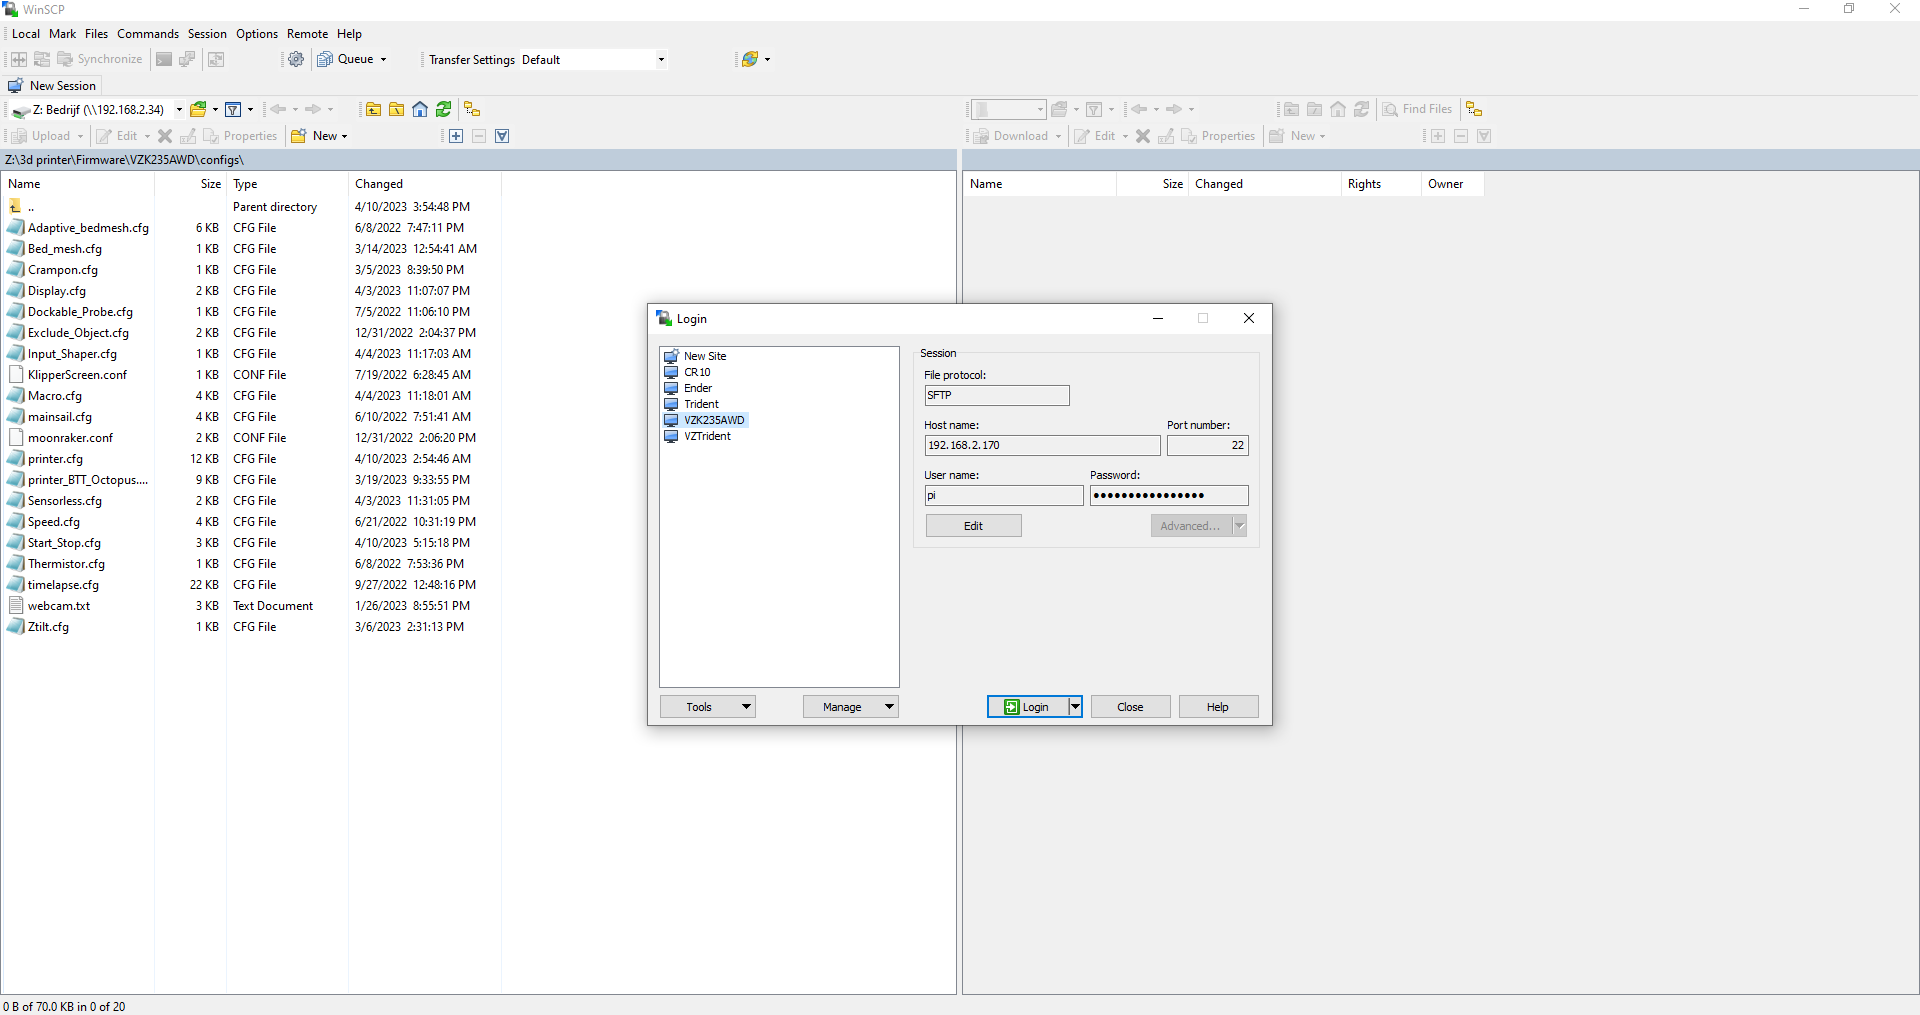 WinSCP
Local Mark Files Commands Session Options Remote Help
Synchronize Queue Transfer Settings Default
New Session
Z: Bedrijf (\\192.168.2.34) Find Files
Upload Edit Properties New Download Edit Properties New
Z:\3d printer\Firmware\VZK235AWD\configs\
Name Size Type Changed
.. Parent directory 4/10/2023 3:54:48 PM
Adaptive_bedmesh.cfg 6 KB CFG File 6/8/2022 7:47:11 PM
Bed_mesh.cfg 1 KB CFG File 3/14/2023 12:54:41 AM
Crampon.cfg 1 KB CFG File 3/5/2023 8:39:50 PM
Display.cfg 2 KB CFG File 4/3/2023 11:07:07 PM
Dockable_Probe.cfg 1 KB CFG File 7/5/2022 11:06:10 PM
Exclude_Object.cfg 2 KB CFG File 12/31/2022 2:04:37 PM
Input_Shaper.cfg 1 KB CFG File 4/4/2023 11:17:03 AM
KlipperScreen.conf 1 KB CONF File 7/19/2022 6:28:45 AM
Macro.cfg 4 KB CFG File 4/4/2023 11:18:01 AM
mainsail.cfg 4 KB CFG File 6/10/2022 7:51:41 AM
moonraker.conf 2 KB CONF File 12/31/2022 2:06:20 PM
printer.cfg 12 KB CFG File 4/10/2023 2:54:46 AM
printer_BTT_Octopus.... 9 KB CFG File 3/19/2023 9:33:55 PM
Sensorless.cfg 2 KB CFG File 4/3/2023 11:31:05 PM
Speed.cfg 4 KB CFG File 6/21/2022 10:31:19 PM
Start_Stop.cfg 3 KB CFG File 4/10/2023 5:15:18 PM
Thermistor.cfg 1 KB CFG File 6/8/2022 7:53:36 PM
timelapse.cfg 22 KB CFG File 9/27/2022 12:48:16 PM
webcam.txt 3 KB Text Document 1/26/2023 8:55:51 PM
Ztilt.cfg 1 KB CFG File 3/6/2023 2:31:13 PM
Name Size Changed Rights Owner
Login
New Site
CR10
Ender
Trident
VZK235AWD
VZTrident
Session
File protocol:
SFTP
Host name: Port number:
192.168.2.170 22
User name: Password:
pi ••••••••••••••••
Edit Advanced...
Tools Manage Login Close Help
0 B of 70.0 KB in 0 of 20